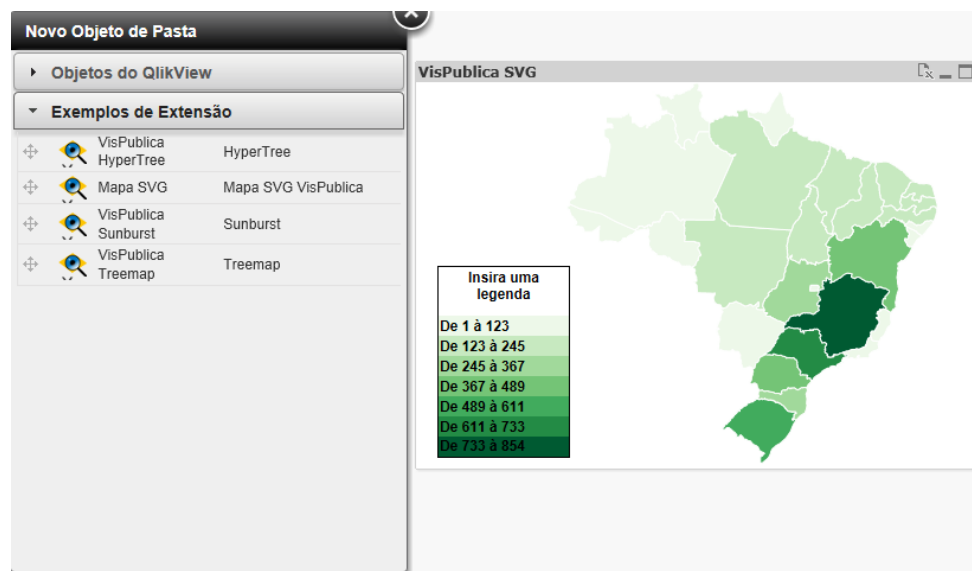 Novo Objeto de Pasta
Objetos do QlikView
Exemplos de Extensão
VisPublica
HyperTree
HyperTree
Mapa SVG
Mapa SVG VisPublica
VisPublica
Sunburst
Sunburst
VisPublica
Treemap
Treemap
VisPublica SVG
Insira uma
legenda
De 1 à 123
De 123 à 245
De 245 à 367
De 367 à 489
De 489 à 611
De 611 à 733
De 733 à 854